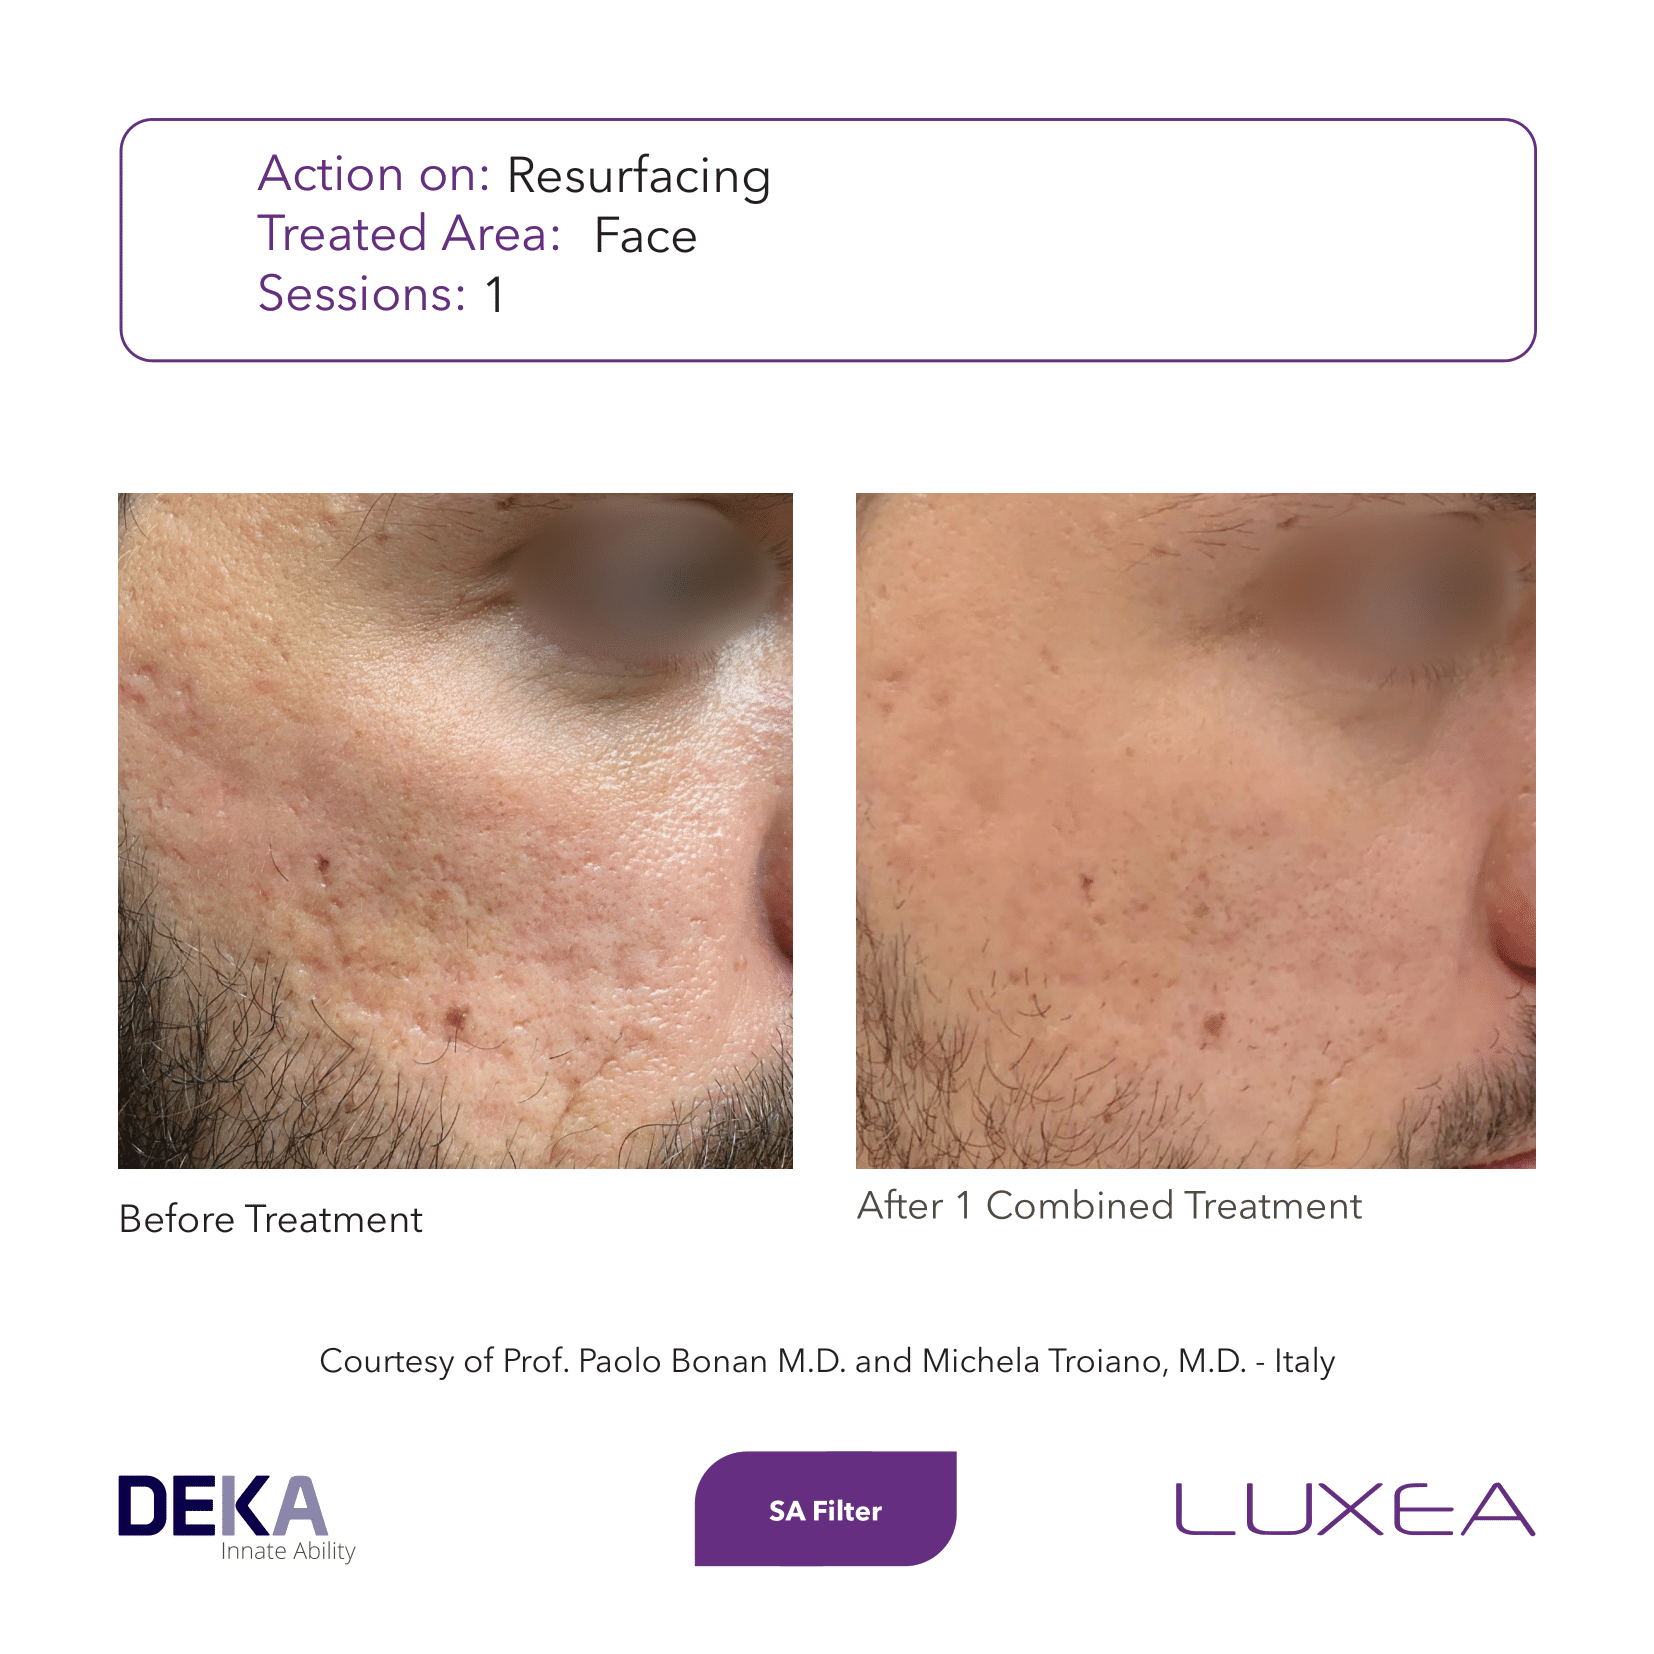 Action on: Resurfacing
Treated Area: Face
Sessions: 1
Before Treatment
After 1 Combined Treatment
Courtesy of Prof. Paolo Bonan M.D. and Michela Troiano, M.D. - Italy
DEKA
Innate Ability
SA Filter
LUXEA